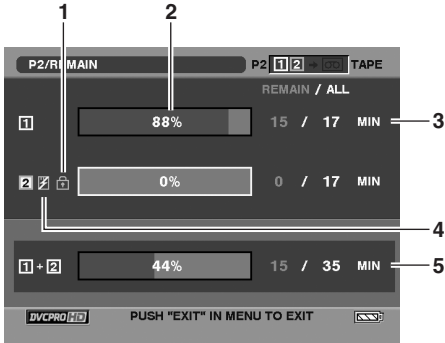 1 2
P2/REMAIN P2 1 2 → TAPE
REMAIN / ALL
1 88% 15 / 17 MIN 3
2 0% 0 / 17 MIN
4
1 + 2 44% 15 / 35 MIN 5
DVCPRO HD PUSH "EXIT" IN MENU TO EXIT